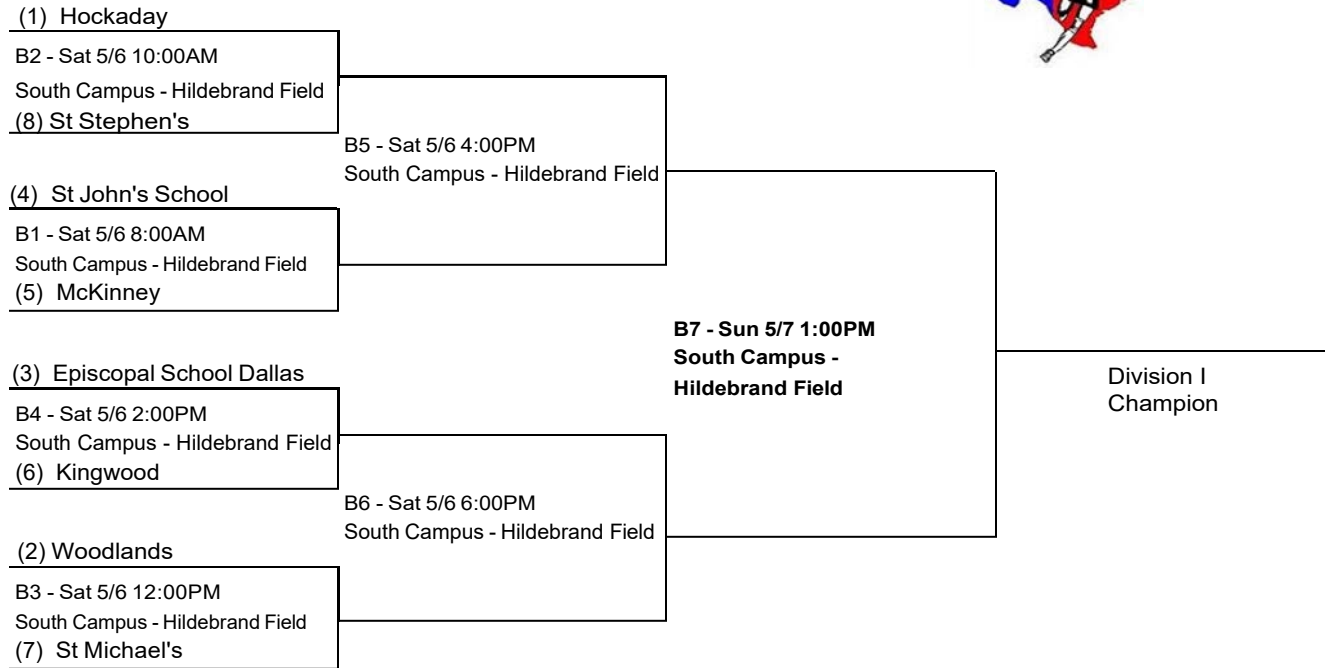 (1) Hockaday
B2 - Sat 5/6 10:00AM
South Campus - Hildebrand Field
(8) St Stephen's
(4) St John's School
B1 - Sat 5/6 8:00AM
South Campus - Hildebrand Field
(5) McKinney
(3) Episcopal School Dallas
B4 - Sat 5/6 2:00PM
South Campus - Hildebrand Field
(6) Kingwood
(2) Woodlands
B3 - Sat 5/6 12:00PM
South Campus - Hildebrand Field
(7) St Michael's
B5 - Sat 5/6 4:00PM
South Campus - Hildebrand Field
B6 - Sat 5/6 6:00PM
South Campus - Hildebrand Field
B7 - Sun 5/7 1:00PM
South Campus -
Hildebrand Field
Division I
Champion